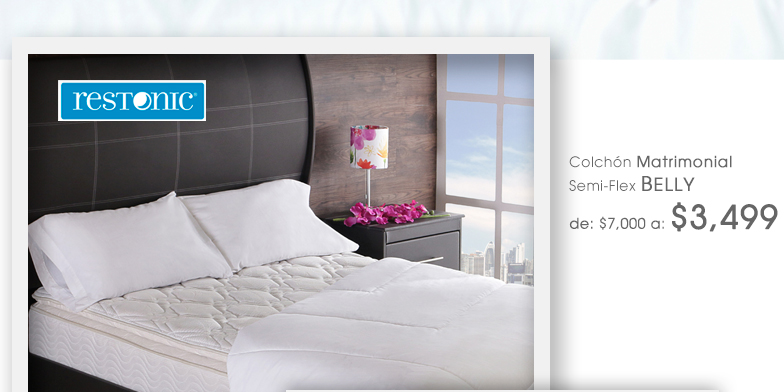 RESTONIC®
Colchón Matrimonial
Semi-Flex BELLY
de: $7,000 a: $3,499